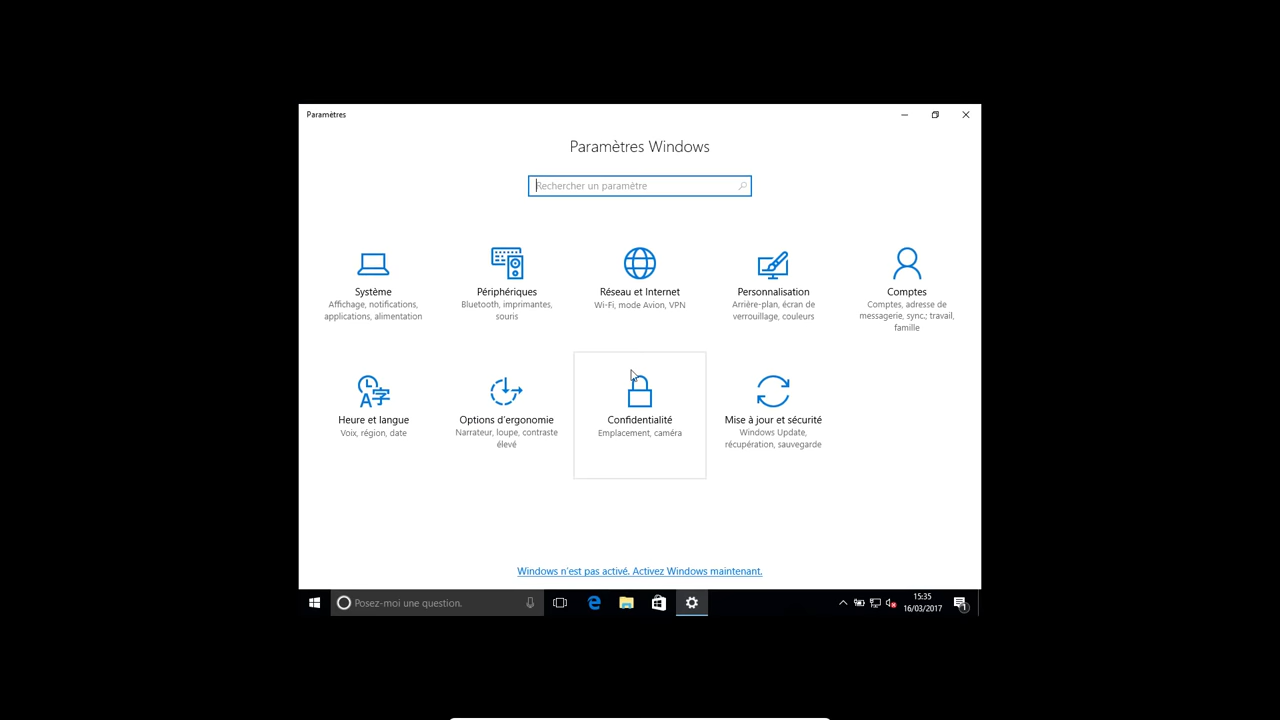 Paramètres
Paramètres Windows
Rechercher un paramètre
Système
Affichage, notifications,
applications, alimentation
Périphériques
Bluetooth, imprimantes,
souris
Réseau et Internet
Wi-Fi, mode Avion, VPN
Personnalisation
Arrière-plan, écran de
verrouillage, couleurs
Comptes
Comptes, adresse de
messagerie, sync.; travail,
famille
Heure et langue
Voix, région, date
Options d'ergonomie
Narrateur, loupe, contraste
élevé
Confidentialité
Emplacement, caméra
Mise à jour et sécurité
Windows Update,
récupération, sauvegarde
Windows n'est pas activé. Activez Windows maintenant.
Posez-moi une question.
15:35
16/03/2017
1